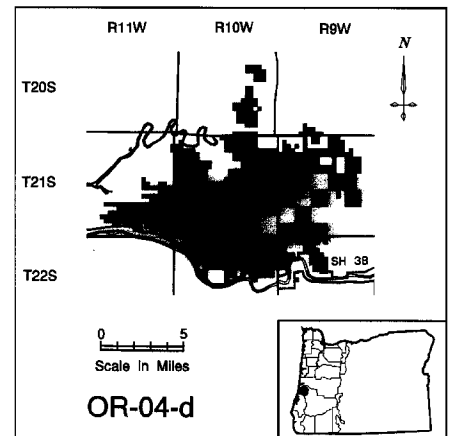 R11W R10W R9W
N
T20S
T21S
T22S
SH 38
0 5
Scale in Miles
OR-04-d